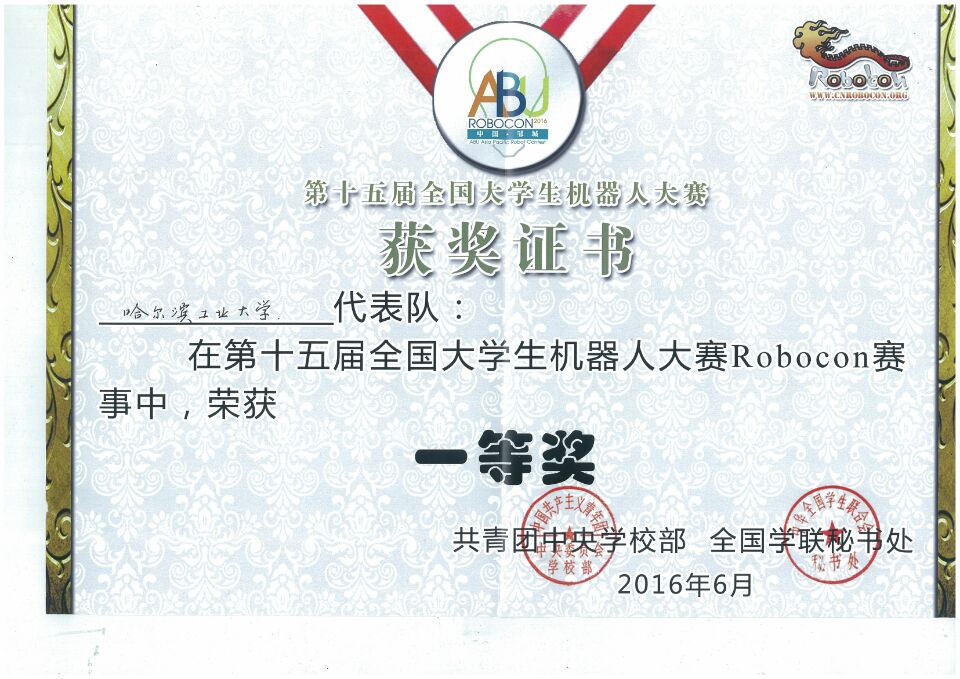 ABU
ROBOCON 2016
中国·邹城
ABU Asia Pacific Robot Contest
Robocon
WWW.CNROBOCON.ORG
第十五届全国大学生机器人大赛
获奖证书
哈尔滨工业大学 代表队：
在第十五届全国大学生机器人大赛Robocon赛
事中，荣获
一等奖
共青团中央学校部 全国学联秘书处
2016年6月
中国共产主义青年团
中央委员会
学校部
中华全国学生联合会
秘书处